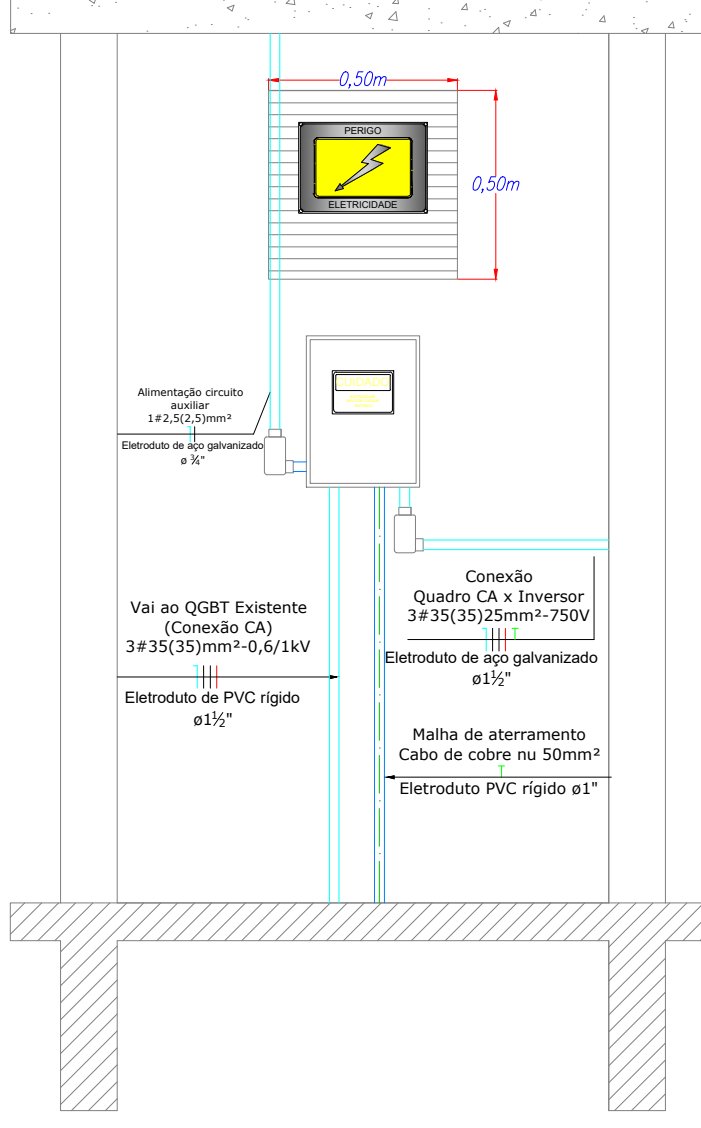 0,50m
PERIGO
ELETRICIDADE
0,50m
CUIDADO
Alimentação circuito
auxiliar
1#2,5(2,5)mm²
Eletroduto de aço galvanizado
ø ¾"
Vai ao QGBT Existente
(Conexão CA)
3#35(35)mm²-0,6/1kV
Eletroduto de PVC rígido
ø1½"
Conexão
Quadro CA x Inversor
3#35(35)25mm²-750V
Eletroduto de aço galvanizado
ø1½"
Malha de aterramento
Cabo de cobre nu 50mm²
Eletroduto PVC rígido ø1"